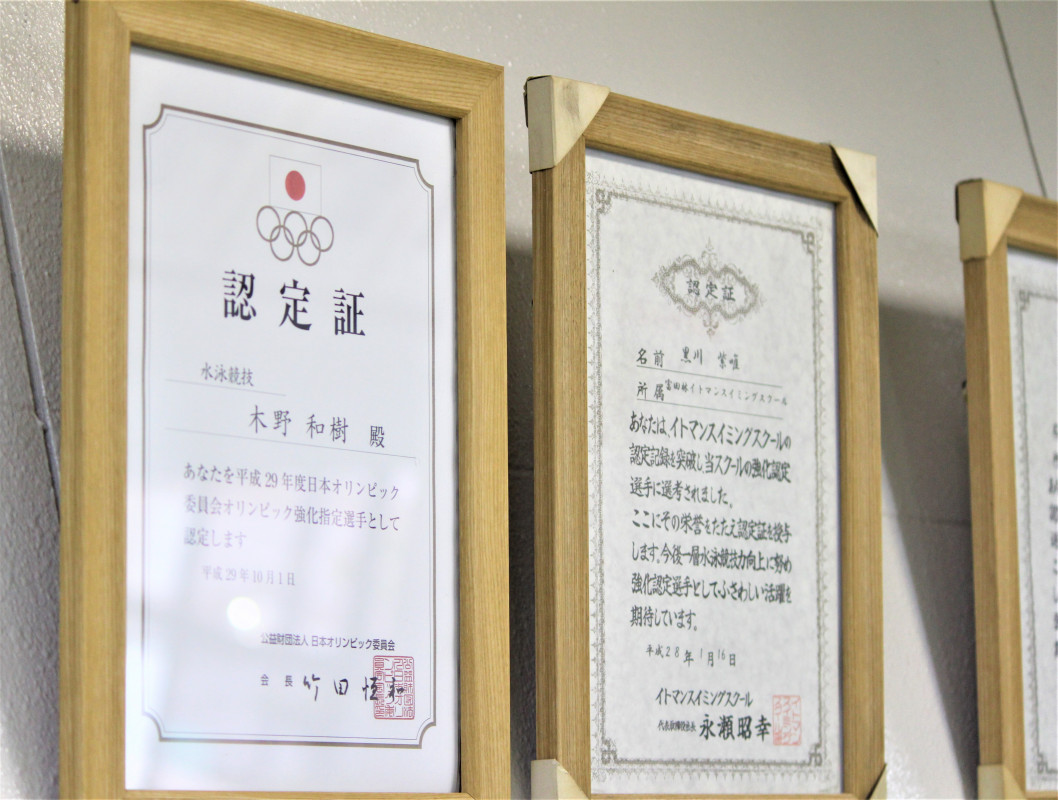 認定証
水泳競技
木野 和樹 殿
あなたを平成29年度日本オリンピック
委員会オリンピック強化指定選手として
認定します
平成29年10月1日
公益財団法人 日本オリンピック委員会
会長 竹田恆和
認定証
名前 黒川 紫唯
所属 富田林イトマンスイミングスクール
あなたは、イトマンスイミングスクールの
認定記録を突破し、当スクールの強化認定
選手に選考されました。
ここにその栄誉をたたえ認定証を授与
します。今後一層水泳競技力向上に努め
強化認定選手としてふさわしい活躍を
期待しています。
平成28年1月16日
イトマンスイミングスクール
代表取締役社長 永瀬昭幸